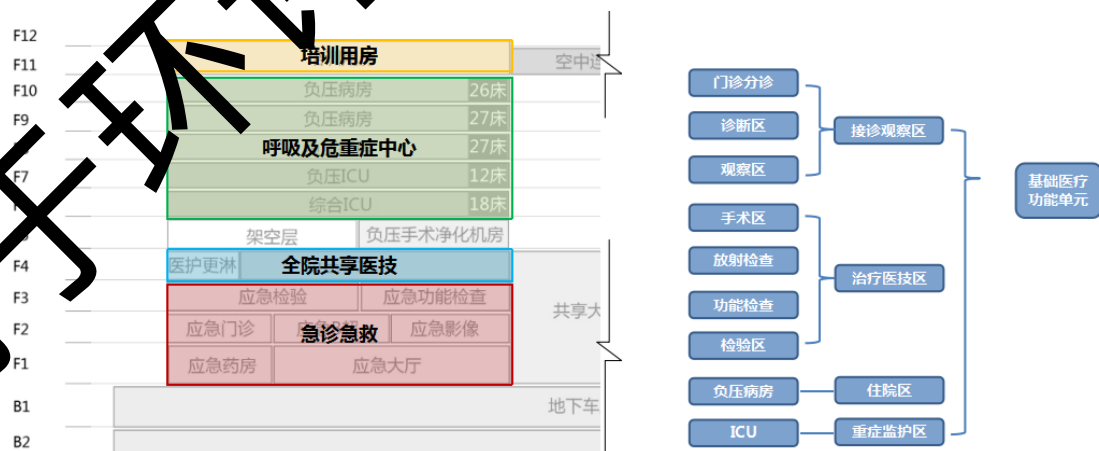 F12
培训用房
F11
空中
F10
负压病房
26床
F9
负压病房
27床
呼吸及危重症中心
27床
F7
负压ICU
12床
综合ICU
18床
架空层
负压手术净化机房
F4
医护更淋
全院共享医技
F3
应急检验
应急功能检查
共享大
F2
应急门诊
急诊急救
应急影像
F1
应急药房
应急大厅
B1
地下车
B2
门诊分诊
诊断区
观察区
接诊观察区
手术区
放射检查
功能检查
检验区
治疗医技区
负压病房
住院区
ICU
重症监护区
基础医疗
功能单元